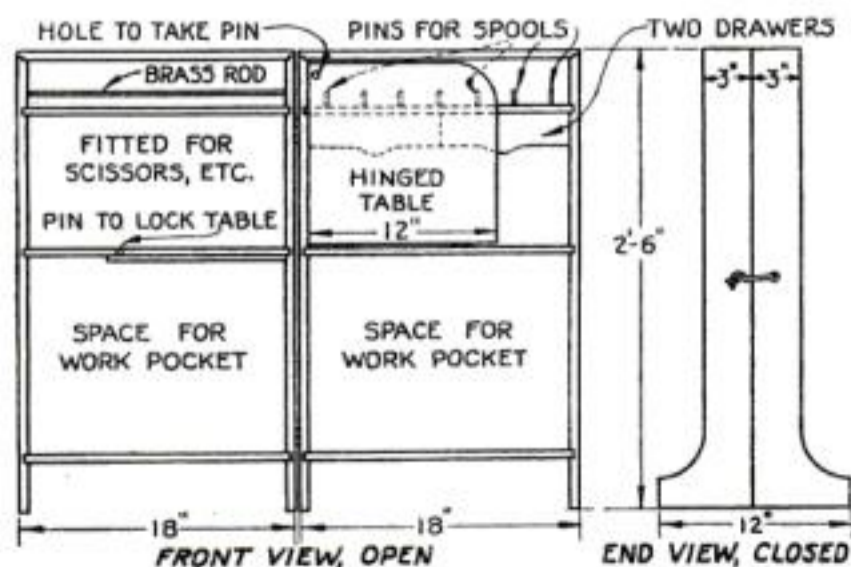 HOLE TO TAKE PIN
PINS FOR SPOOLS
TWO DRAWERS
BRASS ROD
3"
3"
FITTED FOR
SCISSORS, ETC.
HINGED
TABLE
12"
PIN TO LOCK TABLE
2'-6"
SPACE FOR
WORK POCKET
SPACE FOR
WORK POCKET
18"
18"
12"
FRONT VIEW, OPEN
END VIEW, CLOSED